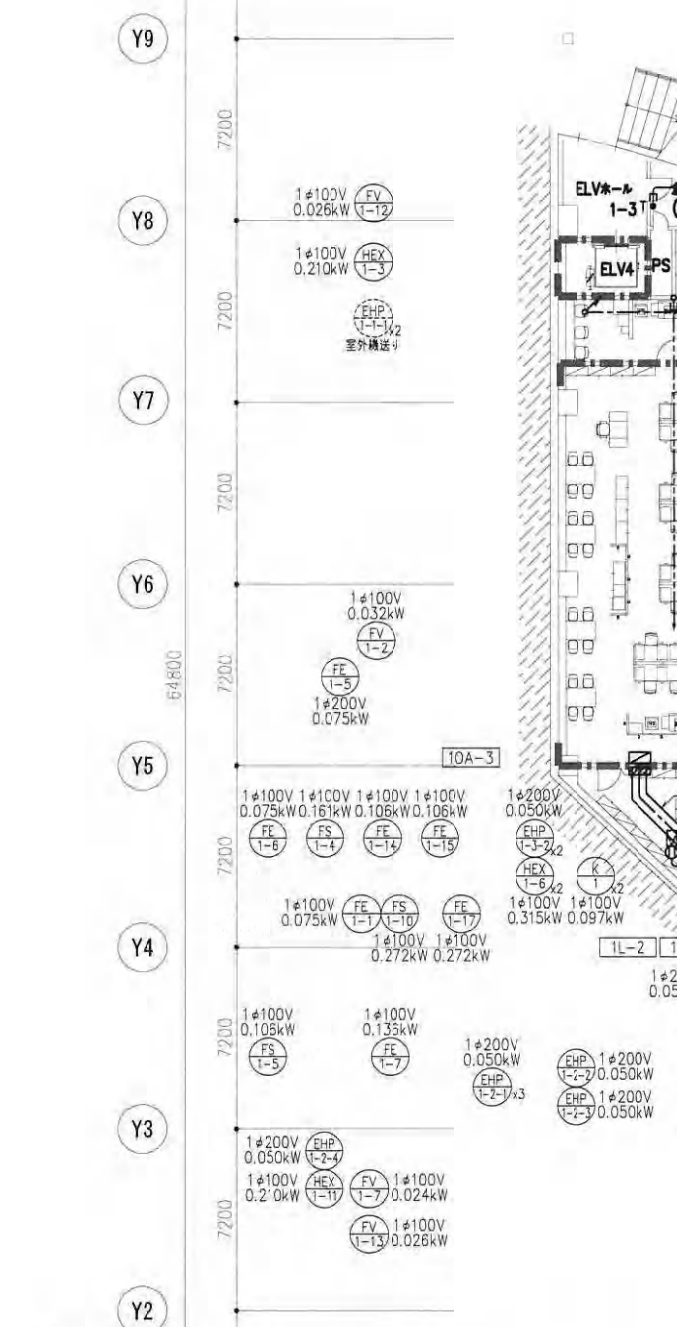 Y9
7200
1φ100V
0.026kW
FV
1-12
Y8
ELVホール
1-3
T
1φ100V
0.210kW
HEX
1-3
ELV4
PS
7200
EHP
1-1-1
x2
室外機送り
Y7
7200
Y6
1φ100V
0.032kW
FV
1-2
64800
7200
FE
1-5
1φ200V
0.075kW
10A-3
Y5
1φ100V 1φ100V 1φ100V 1φ100V
0.075kW 0.161kW 0.106kW 0.106kW
FE
1-6
FS
1-4
FE
1-14
FE
1-15
1φ200V
0.050kW
EHP
1-3-2
x2
7200
HEX
1-6
x2
K
1
x2
1φ100V 1φ100V
0.315kW 0.097kW
1φ100V
0.075kW
FE
1-1
FS
1-10
FE
1-17
1φ100V 1φ100V
0.272kW 0.272kW
Y4
1L-2
7200
1φ100V
FS
1-5
1φ100V
FE
1-7
1φ200V
0.050kW
EHP
1-2-1
x3
EHP
1-2-2
1φ200V
0.050kW
EHP
1-2-3
1φ200V
0.050kW
Y3
1φ200V
0.050kW
EHP
1-2-4
1φ100V
0.210kW
HEX
1-11
FV
1-7
1φ100V
0.024kW
7200
FV
1-13
1φ100V
0.026kW
Y2